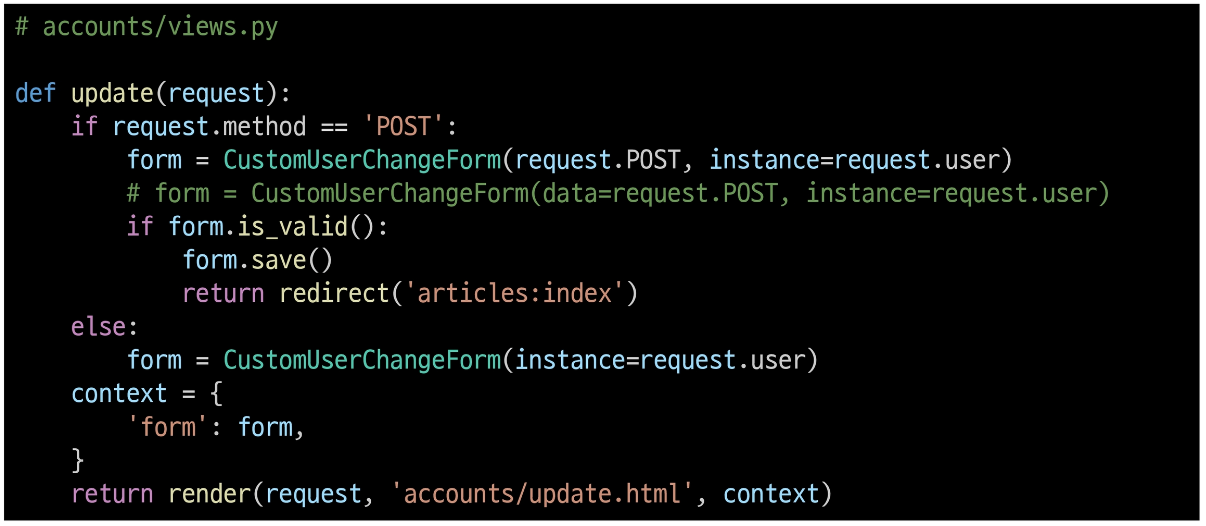 # accounts/views.py
def update(request):
    if request.method == 'POST':
        form = CustomUserChangeForm(request.POST, instance=request.user)
        # form = CustomUserChangeForm(data=request.POST, instance=request.user)
        if form.is_valid():
            form.save()
            return redirect('articles:index')
    else:
        form = CustomUserChangeForm(instance=request.user)
    context = {
        'form': form,
    }
    return render(request, 'accounts/update.html', context)